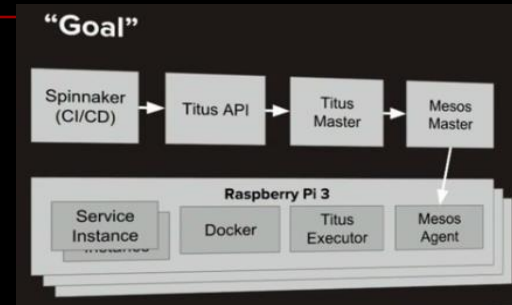 “Goal”
Spinnaker
(CI/CD)
Titus API
Titus
Master
Mesos
Master
Raspberry Pi 3
Service
Instance
Docker
Titus
Executor
Mesos
Agent